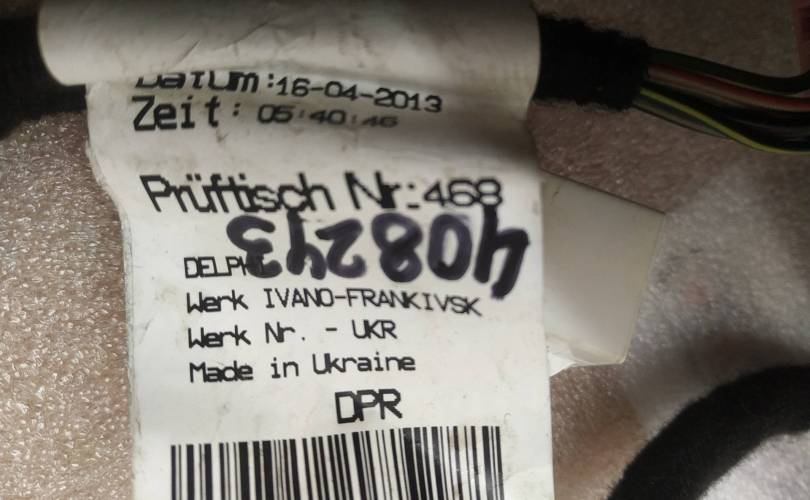 Datum:16-04-2013
Zeit: 05:40:46
Prüftisch Nr:468
408243
DELPHI
Werk IVANO-FRANKIVSK
Werk Nr. - UKR
Made in Ukraine
DPR